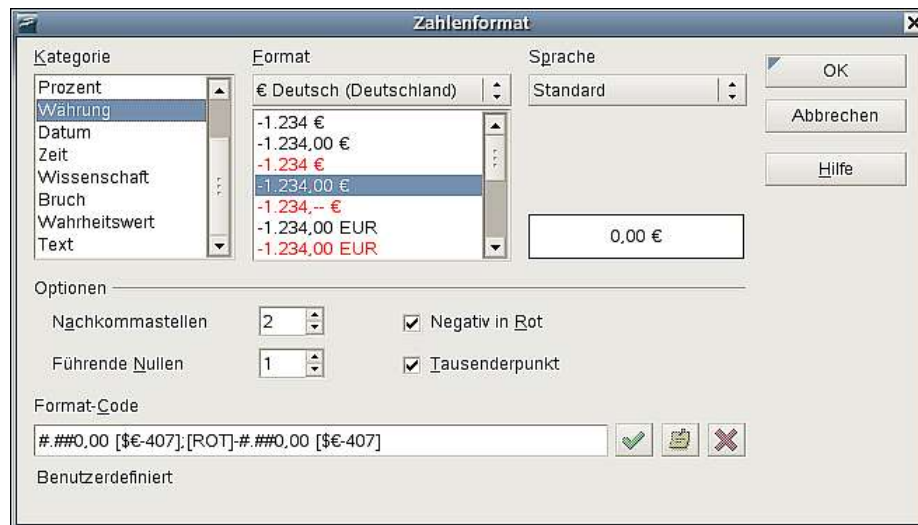 Zahlenformat
Kategorie
Prozent
Währung
Datum
Zeit
Wissenschaft
Bruch
Wahrheitswert
Text
Format
€ Deutsch (Deutschland)
-1.234 €
-1.234,00 €
-1.234 €
-1.234,00 €
-1.234,-- €
-1.234,00 EUR
-1.234,00 EUR
Sprache
Standard
0,00 €
OK
Abbrechen
Hilfe
Optionen
Nachkommastellen 2
Negativ in Rot
Führende Nullen 1
Tausenderpunkt
Format-Code
#.##0,00 [$€-407];[ROT]-#.##0,00 [$€-407]
Benutzerdefiniert